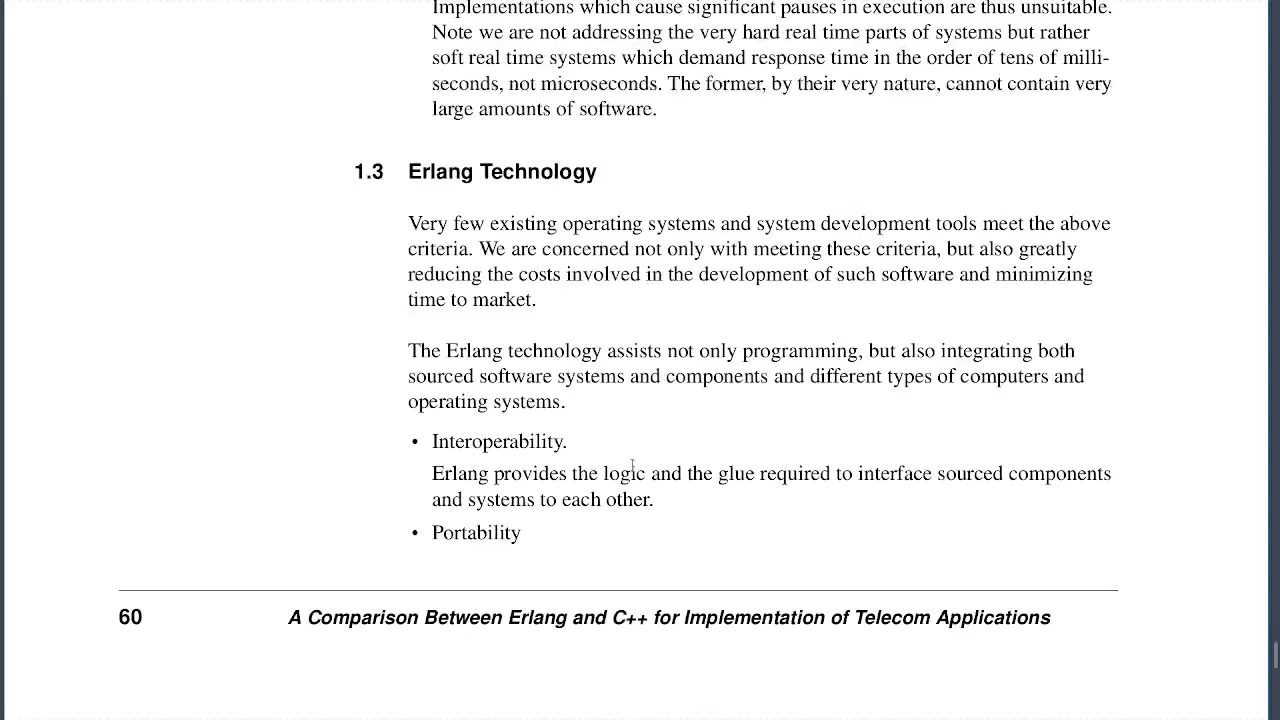 Implementations which cause significant pauses in execution are thus unsuitable.
Note we are not addressing the very hard real time parts of systems but rather
soft real time systems which demand response time in the order of tens of milli-
seconds, not microseconds. The former, by their very nature, cannot contain very
large amounts of software.
1.3 Erlang Technology
Very few existing operating systems and system development tools meet the above
criteria. We are concerned not only with meeting these criteria, but also greatly
reducing the costs involved in the development of such software and minimizing
time to market.
The Erlang technology assists not only programming, but also integrating both
sourced software systems and components and different types of computers and
operating systems.
• Interoperability.
Erlang provides the logic and the glue required to interface sourced components
and systems to each other.
• Portability
60 A Comparison Between Erlang and C++ for Implementation of Telecom Applications